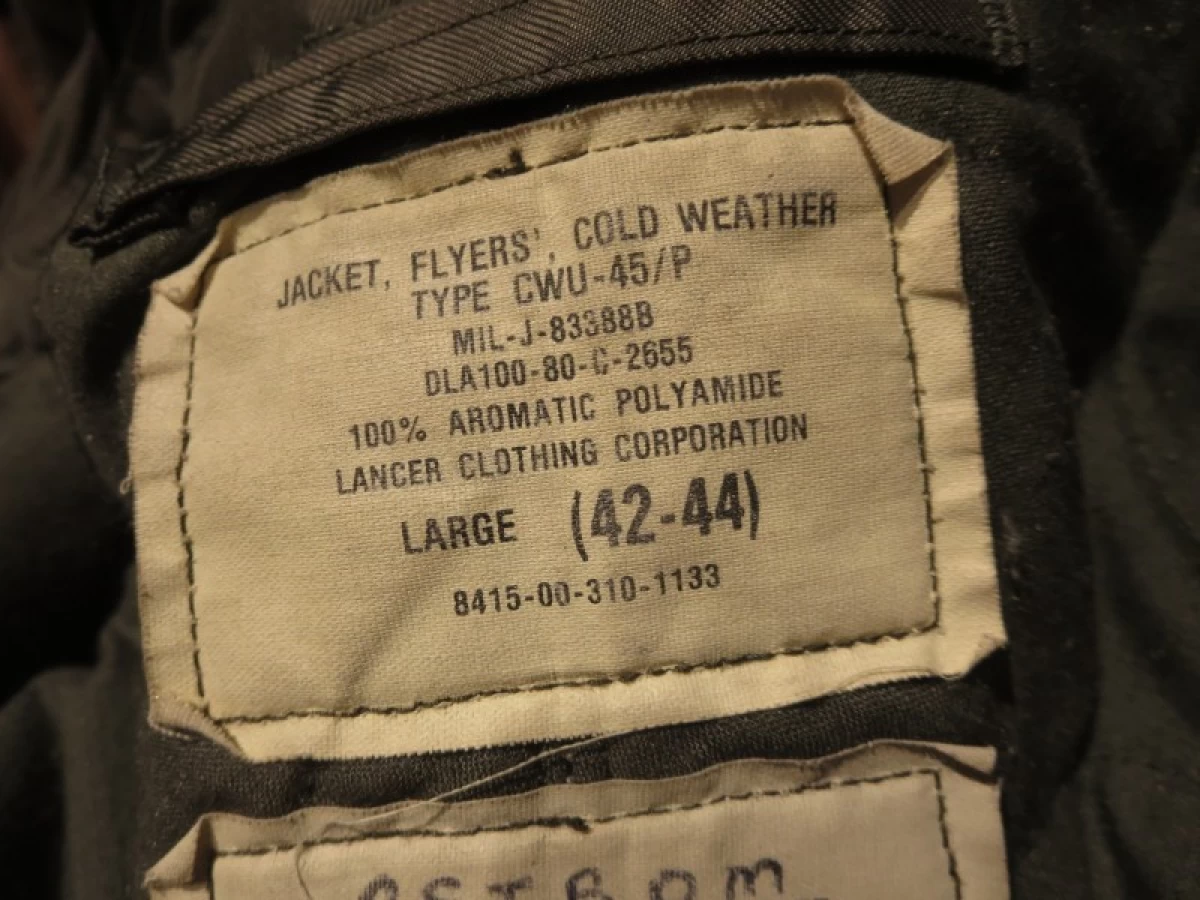 JACKET, FLYERS', COLD WEATHER
TYPE CWU-45/P
MIL-J-83388B
DLA100-80-C-2655
100% AROMATIC POLYAMIDE
LANCER CLOTHING CORPORATION
LARGE (42-44)
8415-00-310-1133